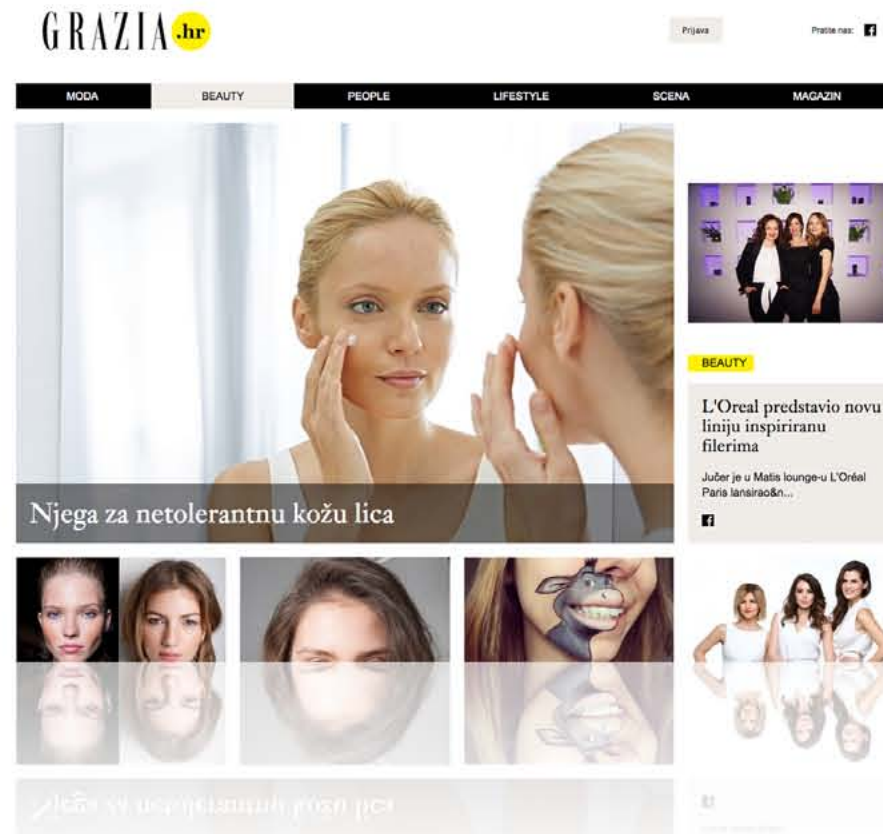 GRAZIA.hr
Prijava
Pratite nas:
MODA
BEAUTY
PEOPLE
LIFESTYLE
SCENA
MAGAZIN
Njega za netolerantnu kožu lica
BEAUTY
L'Oreal predstavio novu
liniju inspiriranu
filerima
Jučer je u Matis lounge-u L'Oréal
Paris lansirao&n...